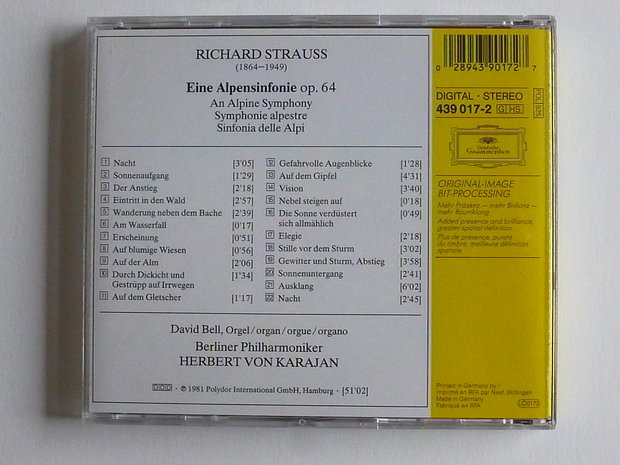 RICHARD STRAUSS
(1864–1949)
Eine Alpensinfonie op. 64
An Alpine Symphony
Symphonie alpestre
Sinfonia delle Alpi
1 Nacht [3'05]
2 Sonnenaufgang [1'29]
3 Der Anstieg [2'18]
4 Eintritt in den Wald [2'57]
5 Wanderung neben dem Bache [2'39]
6 Am Wasserfall [0'17]
7 Erscheinung [0'51]
8 Auf blumige Wiesen [0'56]
9 Auf der Alm [2'06]
10 Durch Dickicht und [1'34]
Gestrüpp auf Irrwegen
11 Auf dem Gletscher [1'17]
12 Gefahrvolle Augenblicke [1'28]
13 Auf dem Gipfel [4'31]
14 Vision [3'40]
15 Nebel steigen auf [0'18]
16 Die Sonne verdüstert [0'49]
sich allmählich
17 Elegie [2'18]
18 Stille vor dem Sturm [3'02]
19 Gewitter und Sturm, Abstieg [3'58]
20 Sonnenuntergang [2'41]
21 Ausklang [6'02]
22 Nacht [2'45]
David Bell, Orgel/organ/orgue/organo
Berliner Philharmoniker
HERBERT VON KARAJAN
DDD · ℗ 1981 Polydor International GmbH, Hamburg · [51'02]
0 28943 90172 7
DIGITAL · STEREO
439 017-2 G HS
POL 925
Deutsche
Grammophon
ORIGINAL-IMAGE
BIT-PROCESSING
Mehr Präsenz – mehr Brillanz –
mehr Raumklang
Added presence and brilliance,
greater spatial definition
Plus de présence, pureté
du timbre, meilleure définition
spatiale
Printed in Germany by /
Imprimé en RFA par Neef, Wittingen
Made in Germany
Fabriqué en RFA
LC0173